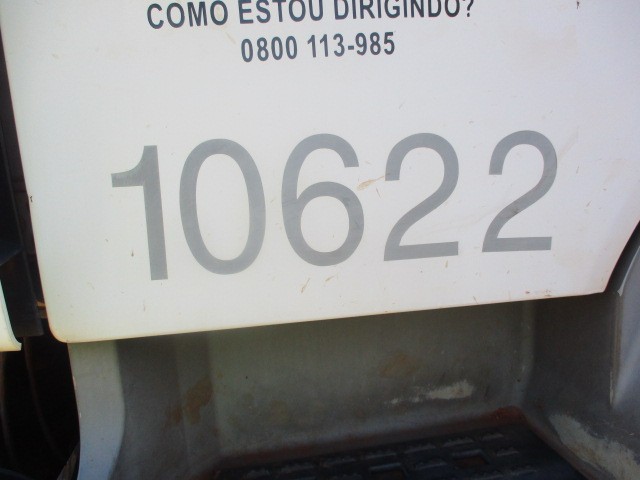 COMO ESTOU DIRIGINDO?
0800 113-985
10622